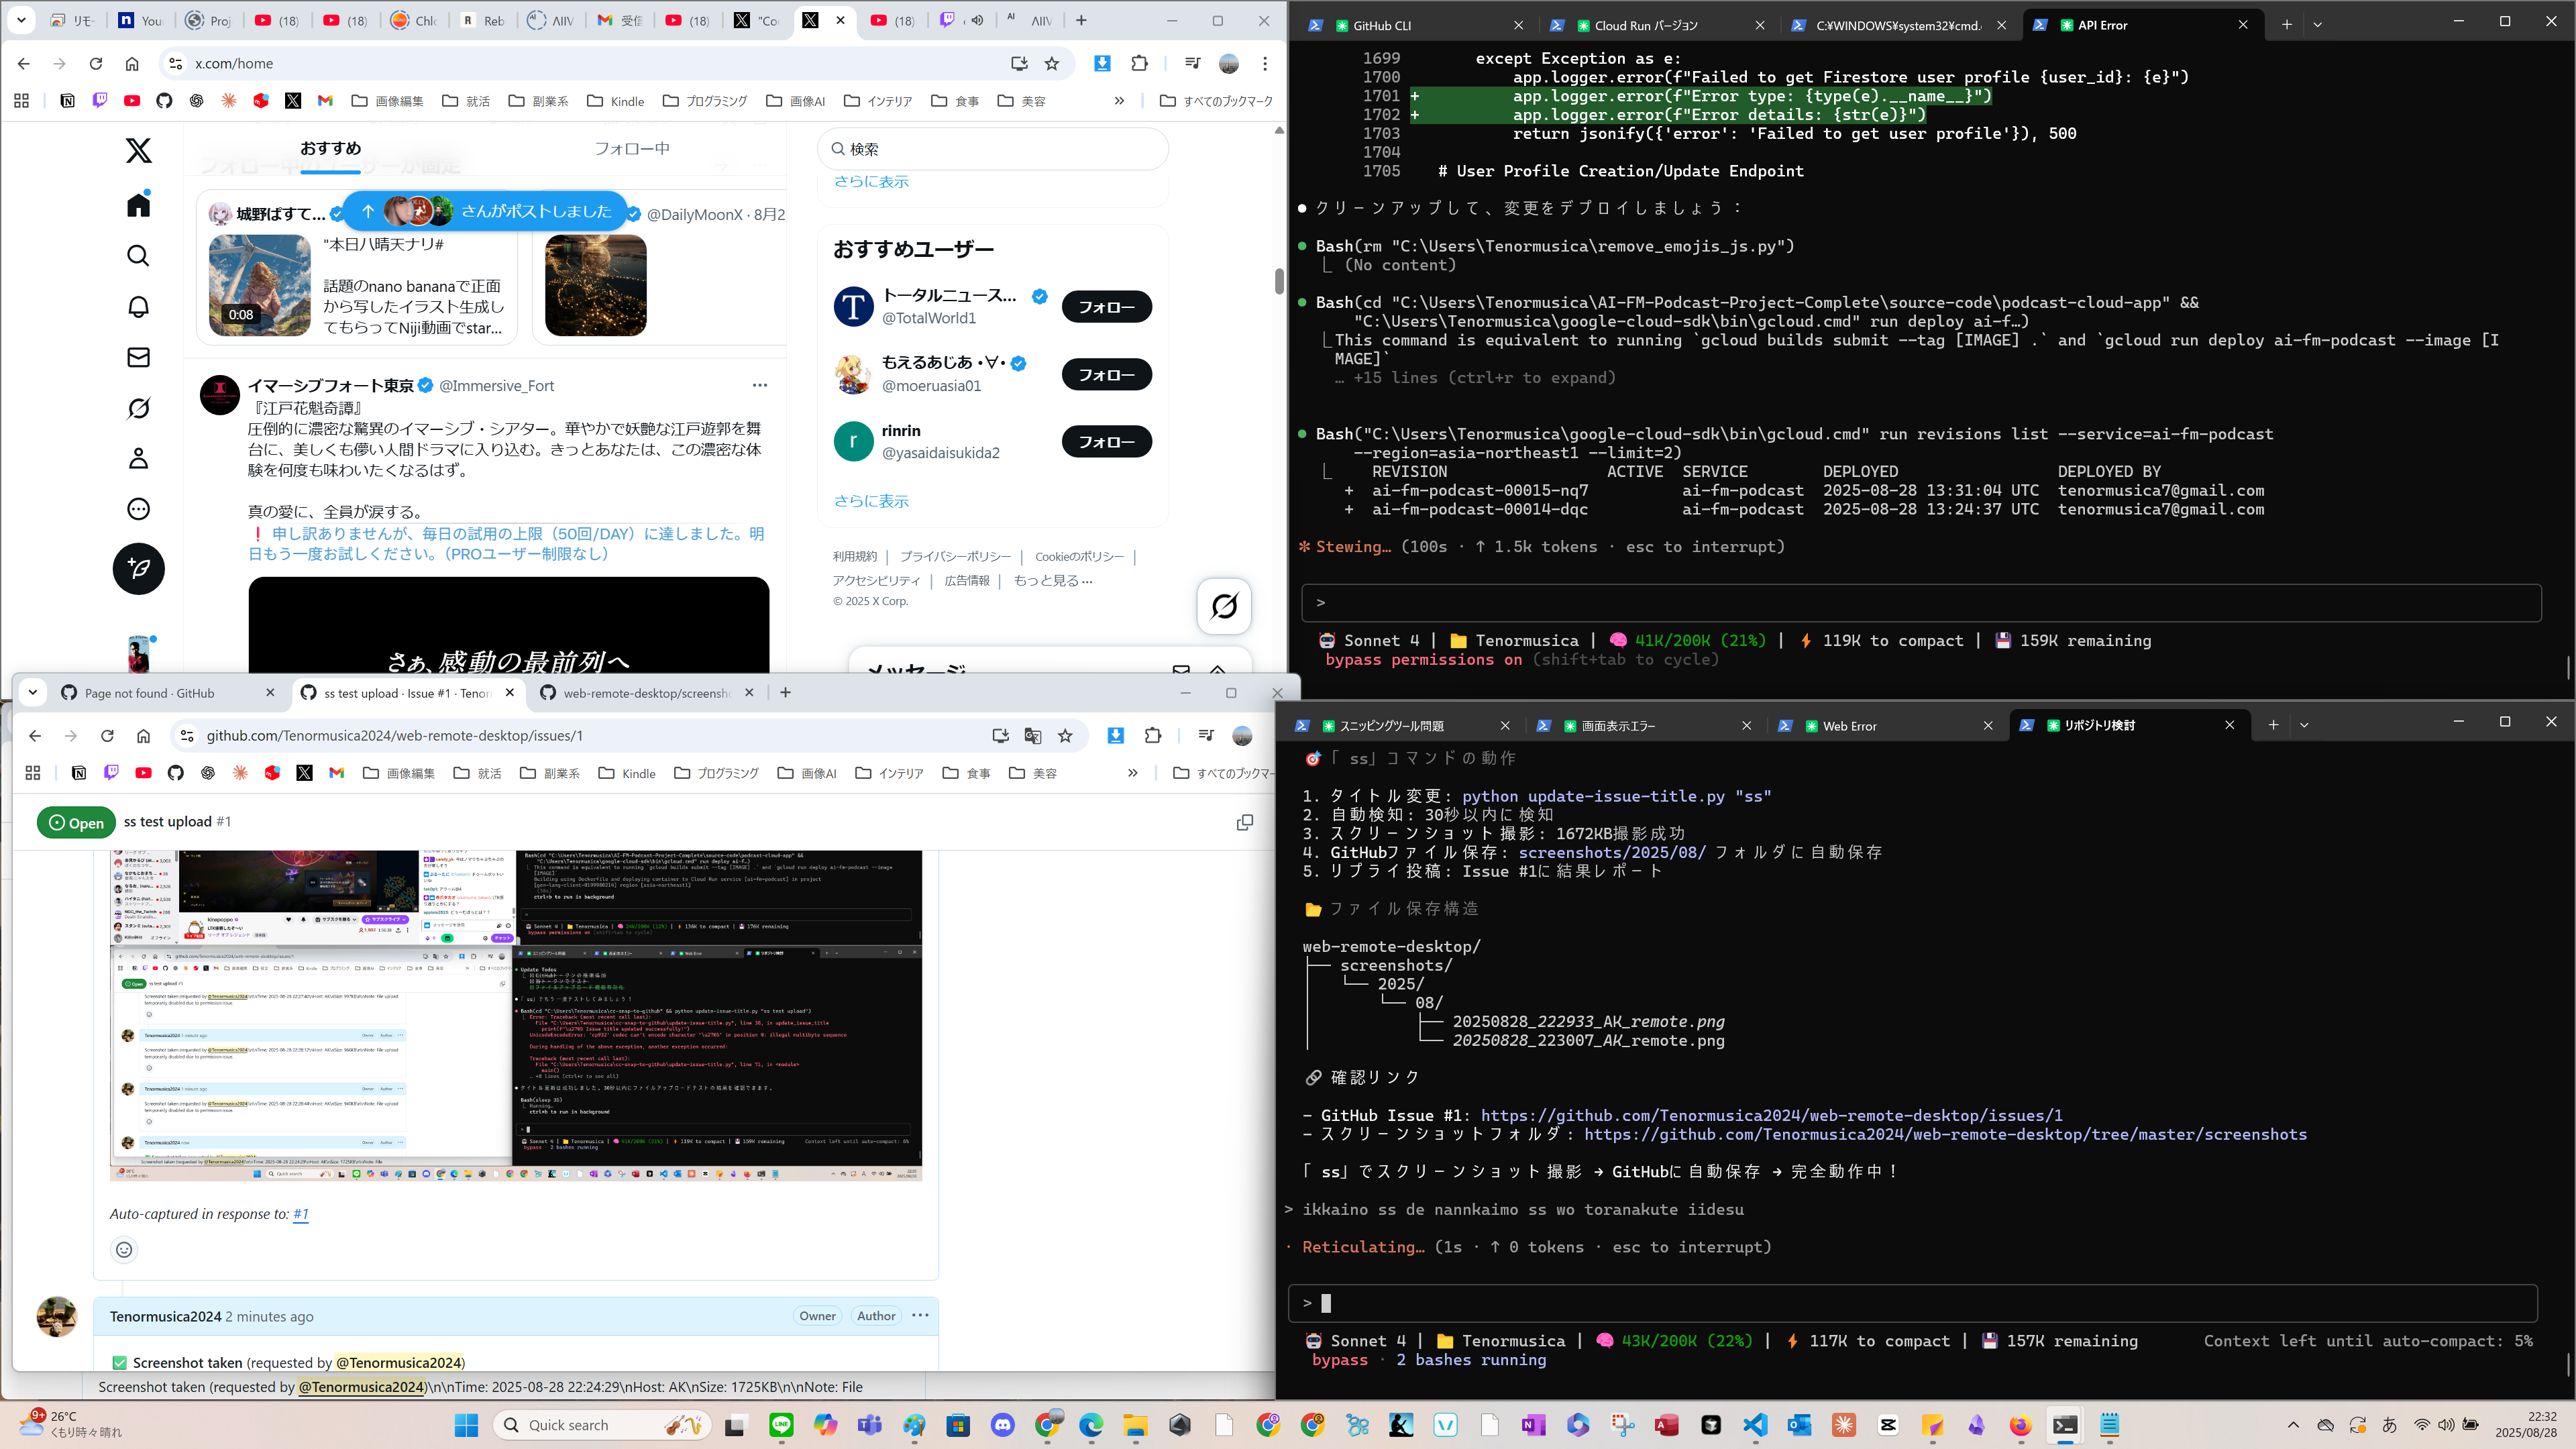 リモ
You
Proj
(18)
(18)
Chlo
Reb
AIIV
受信
(18)
"Co
(18)
AIIV
x.com/home
画像編集
就活
副業系
Kindle
プログラミング
画像AI
インテリア
食事
美容
»
すべてのブックマーク
おすすめ
フォロー中
検索
さらに表示
城野ぱすて...
さんがポストしました
@DailyMoonX · 8月2
"本日八晴天ナリ#
話題のnano bananaで正面
から写したイラスト生成し
てもらってNiji動画でstar...
0:08
おすすめユーザー
トータルニュース...
@TotalWorld1
フォロー
もえるあじあ ・∀・
@moeruasia01
フォロー
rinrin
@yasaidaisukida2
フォロー
さらに表示
利用規約 | プライバシーポリシー | Cookieのポリシー |
アクセシビリティ | 広告情報 | もっと見る ...
© 2025 X Corp.
メッセージ
イマーシブフォート東京 @Immersive_Fort
『江戸花魁奇譚』
圧倒的に濃密な驚異のイマーシブ・シアター。華やかで妖艶な江戸遊郭を舞
台に、美しくも儚い人間ドラマに入り込む。きっとあなたは、この濃密な体
験を何度も味わいたくなるはず。
真の愛に、全員が涙する。
❗ 申し訳ありませんが、毎日の試用の上限（50回/DAY）に達しました。明
日もう一度お試しください。（PROユーザー制限なし）
さぁ、感動の最前列へ
GitHub CLI
Cloud Run バージョン
C:¥WINDOWS¥system32¥cmd.
API Error
1699 except Exception as e:
1700 app.logger.error(f"Failed to get Firestore user profile {user_id}: {e}")
1701 + app.logger.error(f"Error type: {type(e).__name__}")
1702 + app.logger.error(f"Error details: {str(e)}")
1703 return jsonify({'error': 'Failed to get user profile'}), 500
1704
1705 # User Profile Creation/Update Endpoint
● クリーンアップして、変更をデプロイしましょう：
● Bash(rm "C:\Users\Tenormusica\remove_emojis_js.py")
⎿ (No content)
● Bash(cd "C:\Users\Tenormusica\AI-FM-Podcast-Project-Complete\source-code\podcast-cloud-app" &&
"C:\Users\Tenormusica\google-cloud-sdk\bin\gcloud.cmd" run deploy ai-f…)
⎿ This command is equivalent to running `gcloud builds submit --tag [IMAGE] .` and `gcloud run deploy ai-fm-podcast --image [I
MAGE]`
… +15 lines (ctrl+r to expand)
● Bash("C:\Users\Tenormusica\google-cloud-sdk\bin\gcloud.cmd" run revisions list --service=ai-fm-podcast
--region=asia-northeast1 --limit=2)
⎿ REVISION ACTIVE SERVICE DEPLOYED DEPLOYED BY
+ ai-fm-podcast-00015-nq7 ai-fm-podcast 2025-08-28 13:31:04 UTC tenormusica7@gmail.com
+ ai-fm-podcast-00014-dqc ai-fm-podcast 2025-08-28 13:24:37 UTC tenormusica7@gmail.com
✻ Stewing… (100s · ↑ 1.5k tokens · esc to interrupt)
>
Sonnet 4 | Tenormusica | 41K/200K (21%) | 119K to compact | 159K remaining
bypass permissions on (shift+tab to cycle)
Page not found · GitHub
ss test upload · Issue #1 · Tenor
web-remote-desktop/screensh
github.com/Tenormusica2024/web-remote-desktop/issues/1
画像編集
就活
副業系
Kindle
プログラミング
画像AI
インテリア
食事
美容
»
すべてのブックマー
Open
ss test upload #1
Auto-captured in response to: #1
Tenormusica2024 2 minutes ago
Owner
Author
✅ Screenshot taken (requested by @Tenormusica2024)
Screenshot taken (requested by @Tenormusica2024)\n\nTime: 2025-08-28 22:24:29\nHost: AK\nSize: 1725KB\n\nNote: File
スニッピングツール問題
画面表示エラー
Web Error
リポジトリ検討
🎯「ss」コマンドの動作
1. タイトル変更: python update-issue-title.py "ss"
2. 自動検知: 30秒以内に検知
3. スクリーンショット撮影: 1672KB撮影成功
4. GitHubファイル保存: screenshots/2025/08/ フォルダに自動保存
5. リプライ投稿: Issue #1に結果レポート
📁 ファイル保存構造
web-remote-desktop/
├── screenshots/
│ └── 2025/
│ └── 08/
│ ├── 20250828_222933_AK_remote.png
│ └── 20250828_223007_AK_remote.png
🔗 確認リンク
- GitHub Issue #1: https://github.com/Tenormusica2024/web-remote-desktop/issues/1
- スクリーンショットフォルダ: https://github.com/Tenormusica2024/web-remote-desktop/tree/master/screenshots
「ss」でスクリーンショット撮影 → GitHubに自動保存 → 完全動作中！
> ikkaino ss de nannkaimo ss wo toranakute iidesu
· Reticulating… (1s · ↑ 0 tokens · esc to interrupt)
>
Sonnet 4 | Tenormusica | 43K/200K (22%) | 117K to compact | 157K remaining
Context left until auto-compact: 5%
bypass · 2 bashes running
9+
26°C
くもり時々晴れ
Quick search
あ
22:32
2025/08/28